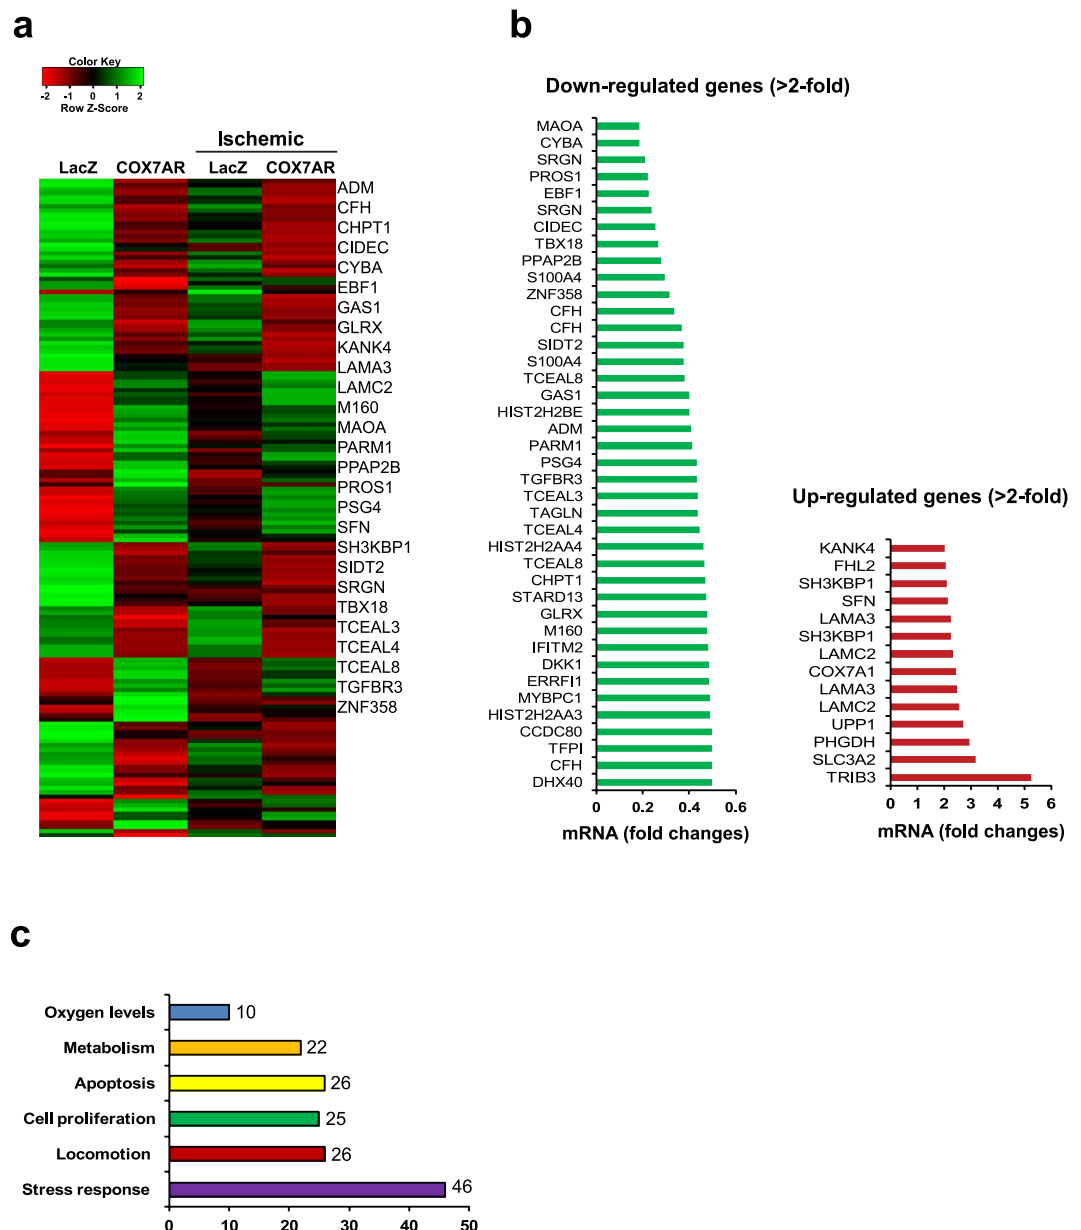 a
Color Key
-2 -1 0 1 2
Row Z-Score
Ischemic
LacZ COX7AR LacZ COX7AR
ADM
CFH
CHPT1
CIDEC
CYBA
EBF1
GAS1
GLRX
KANK4
LAMA3
LAMC2
M160
MAOA
PARM1
PPAP2B
PROS1
PSG4
SFN
SH3KBP1
SIDT2
SRGN
TBX18
TCEAL3
TCEAL4
TCEAL8
TGFBR3
ZNF358
b
Down-regulated genes (>2-fold)
MAOA
CYBA
SRGN
PROS1
EBF1
SRGN
CIDEC
TBX18
PPAP2B
S100A4
ZNF358
CFH
CFH
SIDT2
S100A4
TCEAL8
GAS1
HIST2H2BE
ADM
PARM1
PSG4
TGFBR3
TCEAL3
TAGLN
TCEAL4
HIST2H2AA4
TCEAL8
CHPT1
STARD13
GLRX
M160
IFITM2
DKK1
ERRFI1
MYBPC1
HIST2H2AA3
CCDC80
TFPI
CFH
DHX40
0 0.2 0.4 0.6
mRNA (fold changes)
Up-regulated genes (>2-fold)
KANK4
FHL2
SH3KBP1
SFN
LAMA3
SH3KBP1
LAMC2
COX7A1
LAMA3
LAMC2
UPP1
PHGDH
SLC3A2
TRIB3
0 1 2 3 4 5 6
mRNA (fold changes)
c
Oxygen levels 10
Metabolism 22
Apoptosis 26
Cell proliferation 25
Locomotion 26
Stress response 46
0 10 20 30 40 50